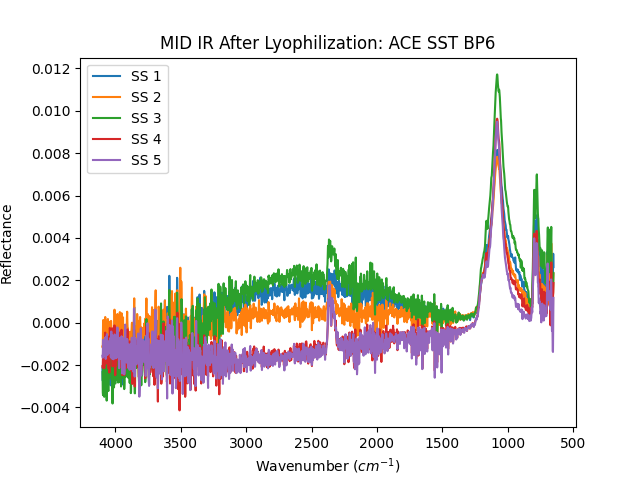 MID IR After Lyophilization: ACE SST BP6
SS 1
SS 2
SS 3
SS 4
SS 5
Reflectance
0.012
0.010
0.008
0.006
0.004
0.002
0.000
−0.002
−0.004
4000 3500 3000 2500 2000 1500 1000 500
Wavenumber (cm⁻¹)